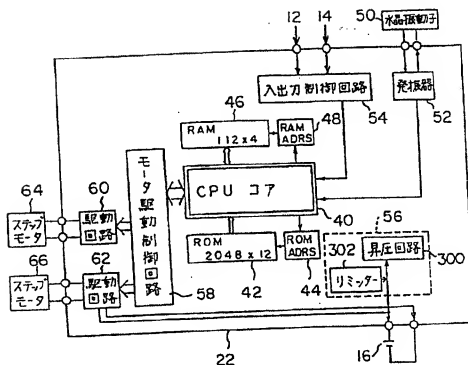 12
14
50
水晶振動子
入出力制御回路
54
発振器
52
46
RAM
112x4
48
RAM
ADRS
モータ駆動制御回路
58
CPU コア
40
64
ステップ
モータ
60
駆動
回路
66
ステップ
モータ
62
駆動
回路
ROM
2048x12
42
ROM
ADRS
44
56
302
昇圧回路
300
リミッター
22
16